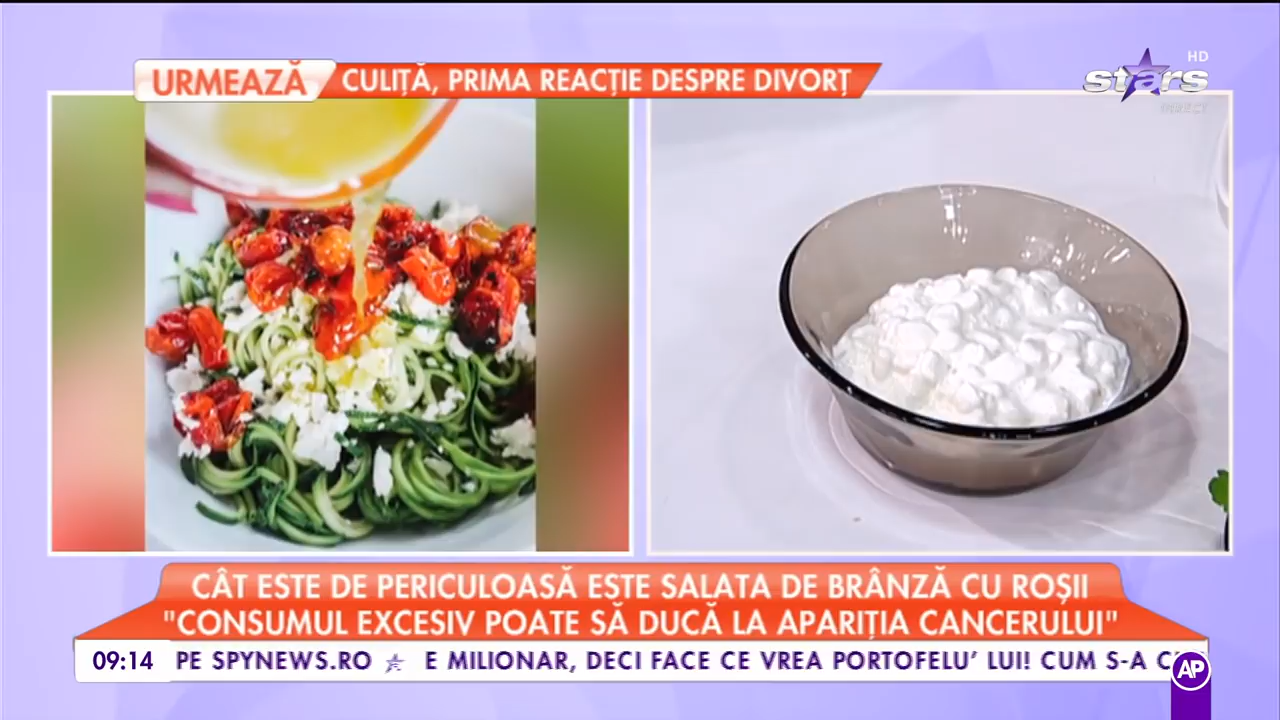 HD
stars
DIRECT
URMEAZĂ CULIȚĂ, PRIMA REACȚIE DESPRE DIVORȚ
CÂT ESTE DE PERICULOASĂ ESTE SALATA DE BRÂNZĂ CU ROȘII
"CONSUMUL EXCESIV POATE SĂ DUCĂ LA APARIȚIA CANCERULUI"
09:14 PE SPYNEWS.RO E MILIONAR, DECI FACE CE VREA PORTOFELU' LUI! CUM S-A
AP